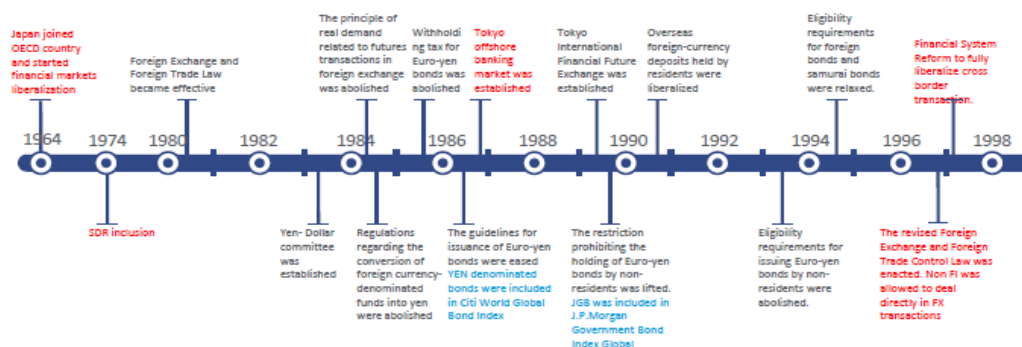 Japan joined
OECD country
and started
financial markets
liberalization
Foreign Exchange and
Foreign Trade Law
became effective
The principle of
real demand
related to futures
transactions in
foreign exchange
was abolished
Withholdi
ng tax for
Euro-yen
bonds was
abolished
Tokyo
offshore
banking
market was
established
Tokyo
International
Financial Future
Exchange was
established
Overseas
foreign-currency
deposits held by
residents were
liberalized
Eligibility
requirements
for foreign
bonds and
samurai bonds
were relaxed.
Financial System
Reform to fully
liberalize cross
border
transaction.
1964 1974 1980 1982 1984 1986 1988 1990 1992 1994 1996 1998
SDR inclusion
Yen- Dollar
committee
was
established
Regulations
regarding the
conversion of
foreign currency-
denominated
funds into yen
were abolished
The guidelines for
issuance of Euro-yen
bonds were eased
YEN denominated
bonds were included
in Citi World Global
Bond Index
The restriction
prohibiting the
holding of Euro-yen
bonds by non-
residents was lifted.
JGB was included in
J.P.Morgan
Government Bond
Index Global
Eligibility
requirements for
issuing Euro-yen
bonds by non-
residents were
abolished.
The revised Foreign
Exchange and Foreign
Trade Control Law was
enacted. Non FI was
allowed to deal
directly in FX
transactions